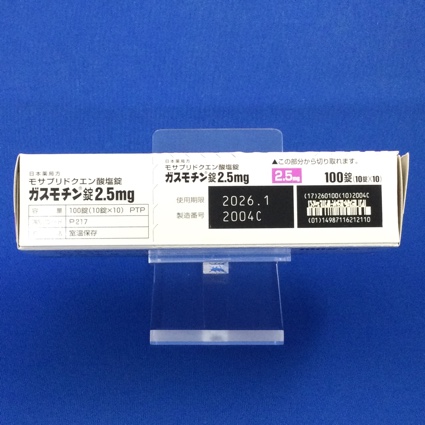 日本薬局方
モサプリドクエン酸塩錠
ガスモチン錠2.5mg
100錠(10錠×10) PTP
P217
室温保存
日本薬局方
モサプリドクエン酸塩錠
ガスモチン錠2.5mg
使用期限 2026.1
製造番号 2004C
▲この部分から切り取れます。
2.5mg
100錠(10錠×10)
(17)260100(10)2004C
(01)14987116212110